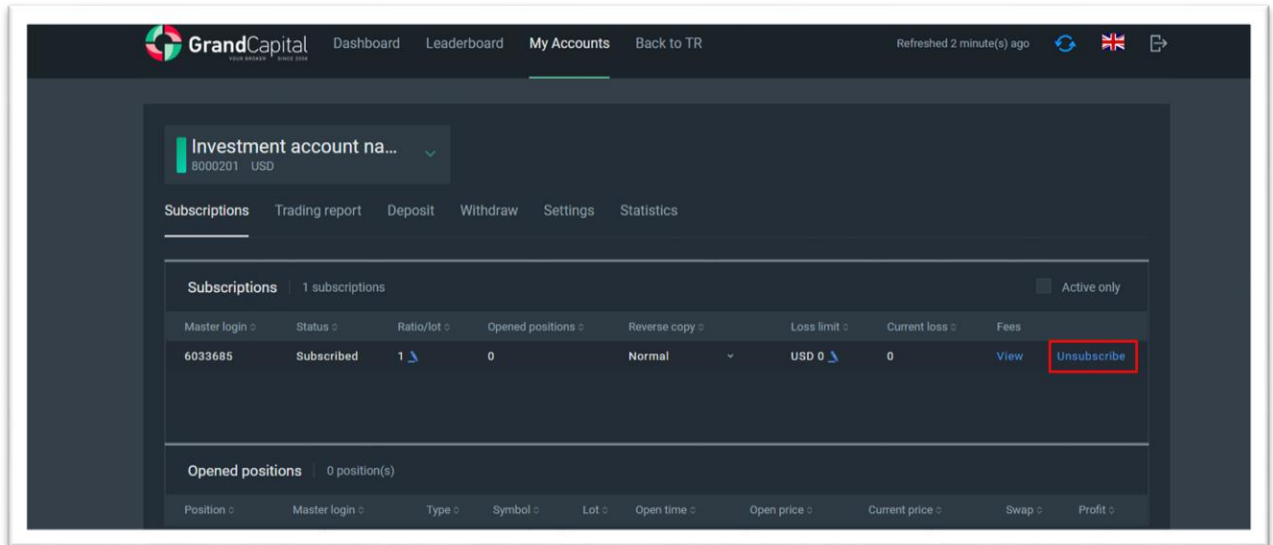 GrandCapital Dashboard Leaderboard My Accounts Back to TR Refreshed 2 minute(s) ago
YOUR BROKER SINCE 2006
Investment account na...
8000201 USD
Subscriptions Trading report Deposit Withdraw Settings Statistics
Subscriptions 1 subscriptions Active only
Master login Status Ratio/lot Opened positions Reverse copy Loss limit Current loss Fees
6033685 Subscribed 1 0 Normal USD 0 0 View Unsubscribe
Opened positions 0 position(s)
Position Master login Type Symbol Lot Open time Open price Current price Swap Profit